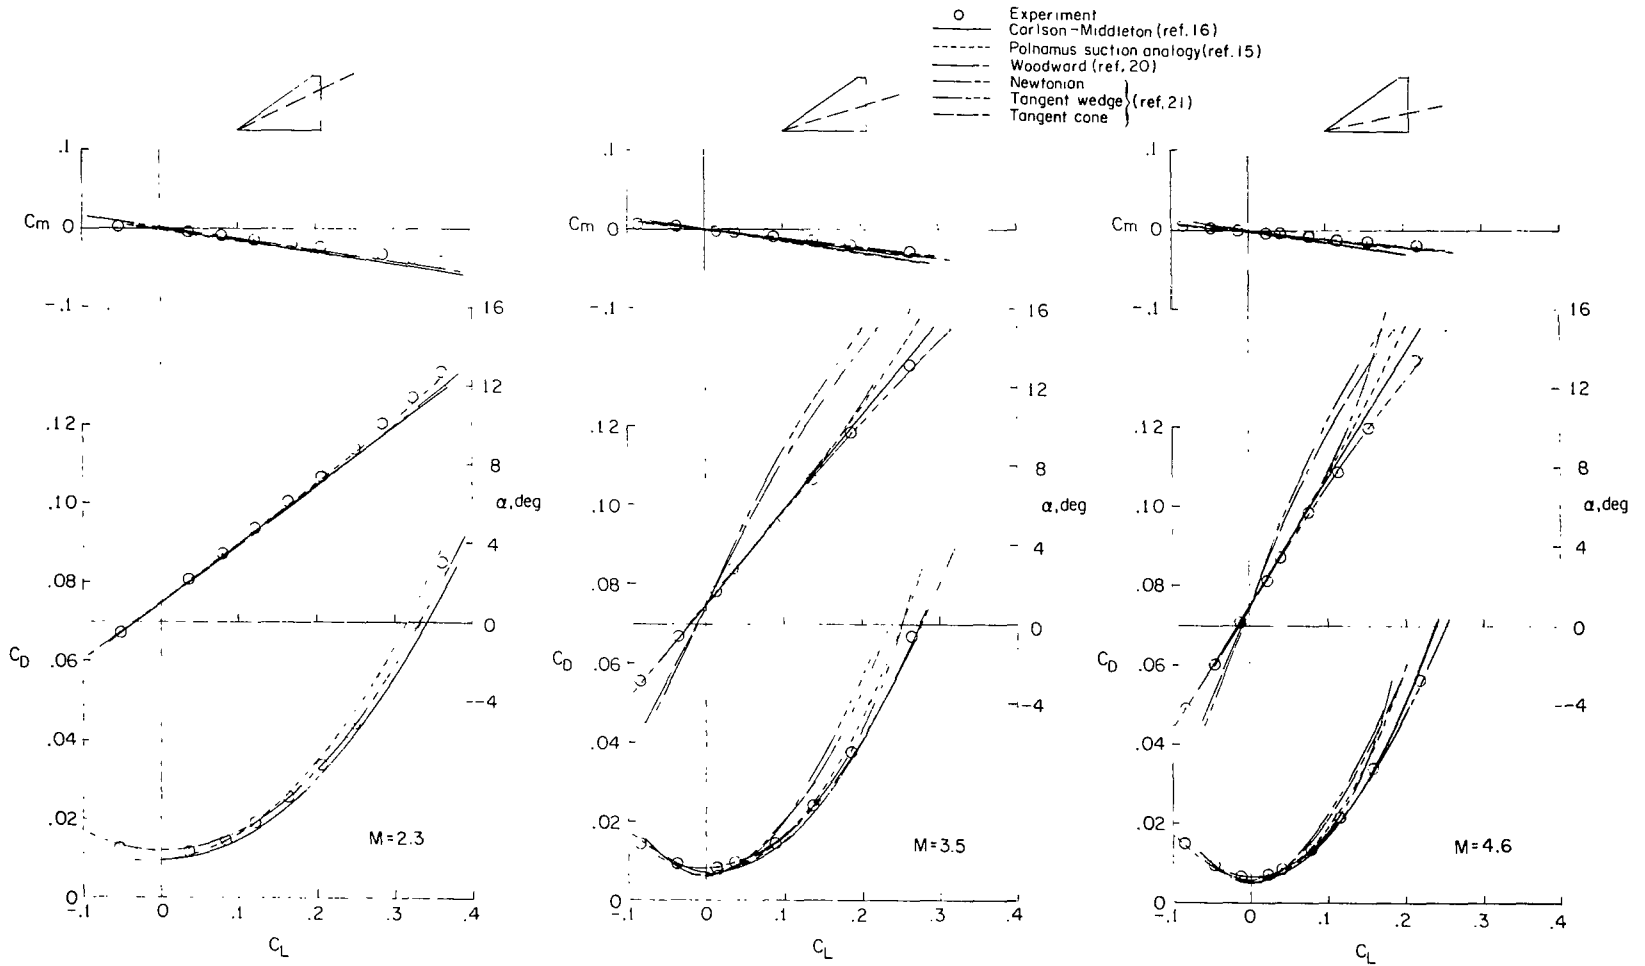 Experiment
Carlson-Middleton (ref. 16)
Polhamus suction analogy (ref. 15)
Woodward (ref. 20)
Newtonian
Tangent wedge (ref. 21)
Tangent cone
.1
Cm 0
-.1
16
12
8
α, deg
4
0
-4
.12
.10
.08
CD .06
.04
.02
0
M=2.3
-.1 0 .1 .2 .3 .4
CL
.1
Cm 0
-.1
16
12
8
α, deg
4
0
-4
.12
.10
.08
CD .06
.04
.02
0
M=3.5
-.1 0 .1 .2 .3 .4
CL
.1
Cm 0
-.1
16
12
8
α, deg
4
0
-4
.12
.10
.08
CD .06
.04
.02
0
M=4.6
-.1 0 .1 .2 .3 .4
CL